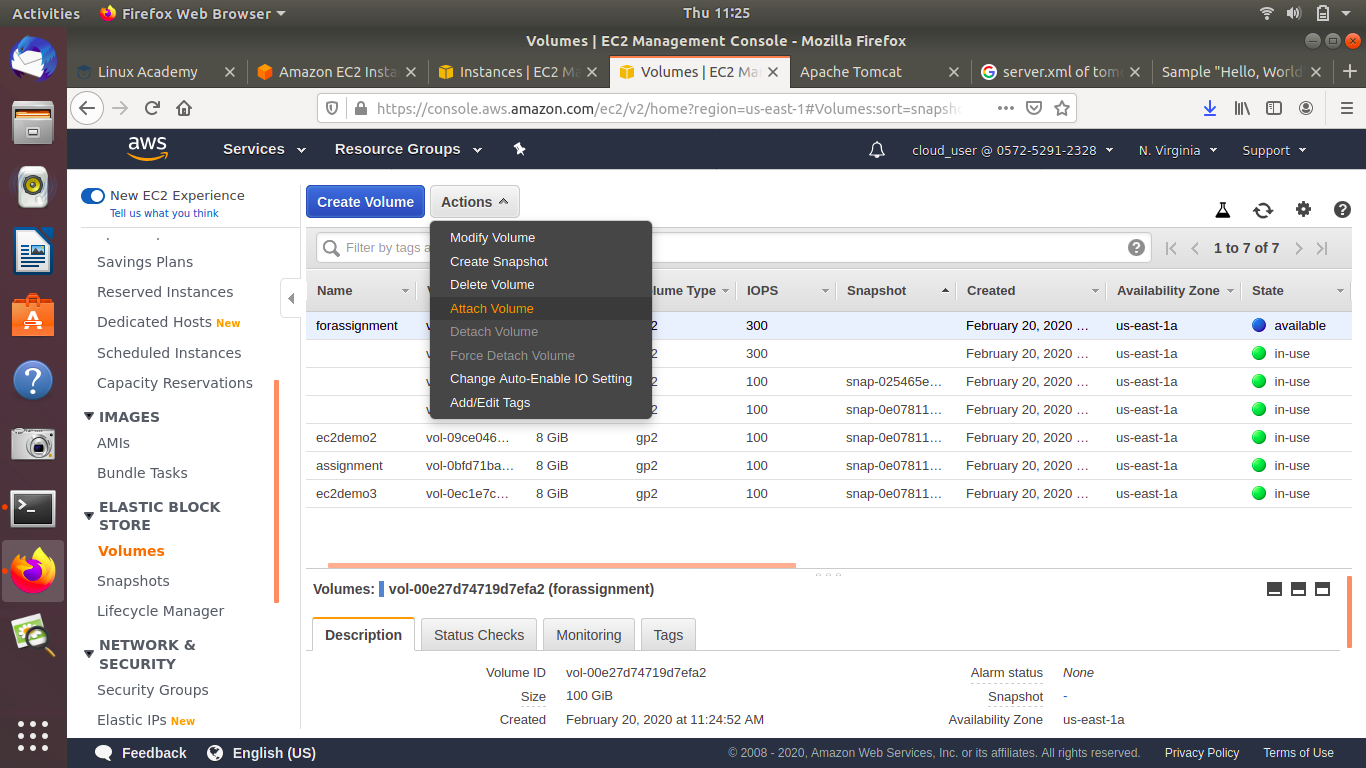 Activities Firefox Web Browser Thu 11:25
Volumes | EC2 Management Console - Mozilla Firefox
Linux Academy Amazon EC2 Insta Instances | EC2 Ma Volumes | EC2 Ma Apache Tomcat server.xml of tom Sample "Hello, World
https://console.aws.amazon.com/ec2/v2/home?region=us-east-1#Volumes:sort=snapsho
aws Services Resource Groups cloud_user @ 0572-5291-2328 N. Virginia Support
New EC2 Experience
Tell us what you think
Savings Plans
Reserved Instances
Dedicated Hosts New
Scheduled Instances
Capacity Reservations
IMAGES
AMIs
Bundle Tasks
ELASTIC BLOCK
STORE
Volumes
Snapshots
Lifecycle Manager
NETWORK &
SECURITY
Security Groups
Elastic IPs New
Create Volume Actions
Modify Volume
Create Snapshot
Delete Volume
Attach Volume
Detach Volume
Force Detach Volume
Change Auto-Enable IO Setting
Add/Edit Tags
Filter by tags a 1 to 7 of 7
Name Type IOPS Snapshot Created Availability Zone State
forassignment 300 February 20, 2020 ... us-east-1a available
300 February 20, 2020 ... us-east-1a in-use
100 snap-025465e... February 20, 2020 ... us-east-1a in-use
100 snap-0e07811... February 20, 2020 ... us-east-1a in-use
ec2demo2 vol-09ce046... 8 GiB gp2 100 snap-0e07811... February 20, 2020 ... us-east-1a in-use
assignment vol-0bfd71ba... 8 GiB gp2 100 snap-0e07811... February 20, 2020 ... us-east-1a in-use
ec2demo3 vol-0ec1e7c... 8 GiB gp2 100 snap-0e07811... February 20, 2020 ... us-east-1a in-use
Volumes: vol-00e27d74719d7efa2 (forassignment)
Description Status Checks Monitoring Tags
Volume ID vol-00e27d74719d7efa2 Alarm status None
Size 100 GiB Snapshot -
Created February 20, 2020 at 11:24:52 AM Availability Zone us-east-1a
Feedback English (US) © 2008 - 2020, Amazon Web Services, Inc. or its affiliates. All rights reserved. Privacy Policy Terms of Use